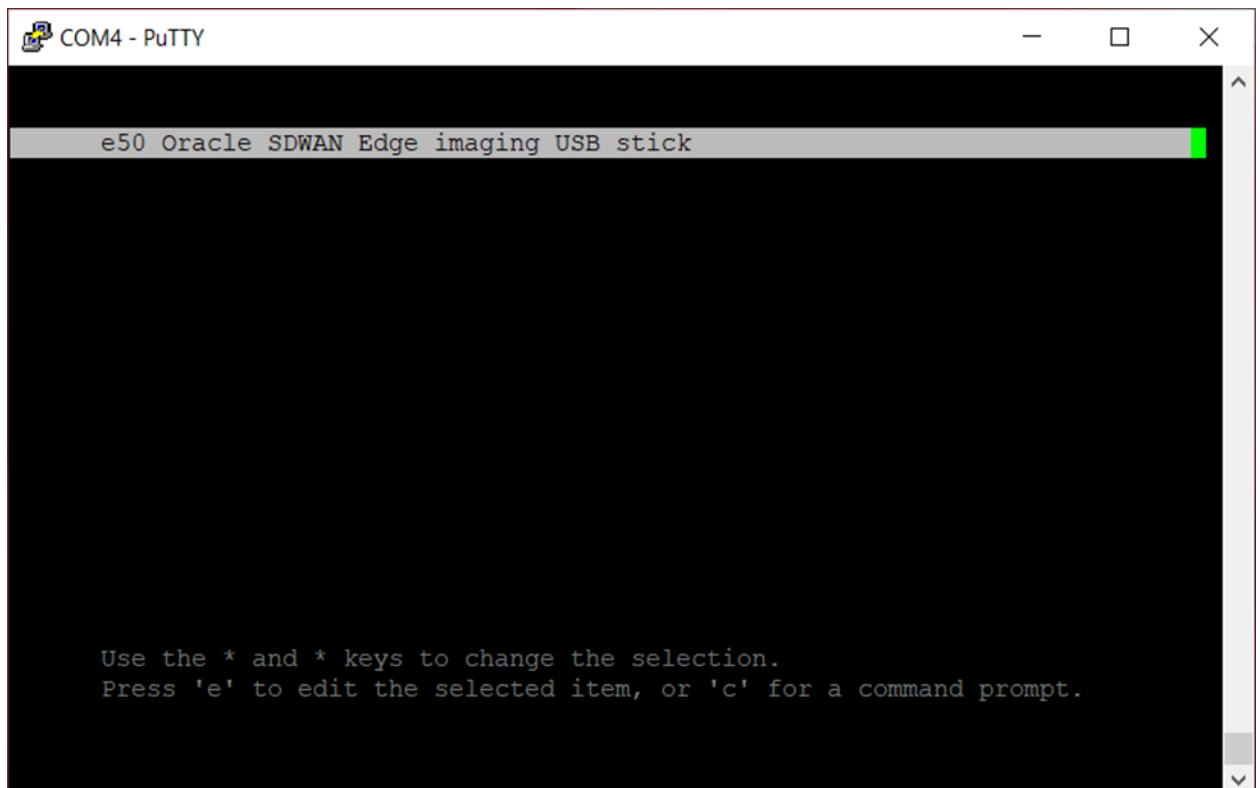 COM4 - PuTTY
e50 Oracle SDWAN Edge imaging USB stick
Use the * and * keys to change the selection.
Press 'e' to edit the selected item, or 'c' for a command prompt.